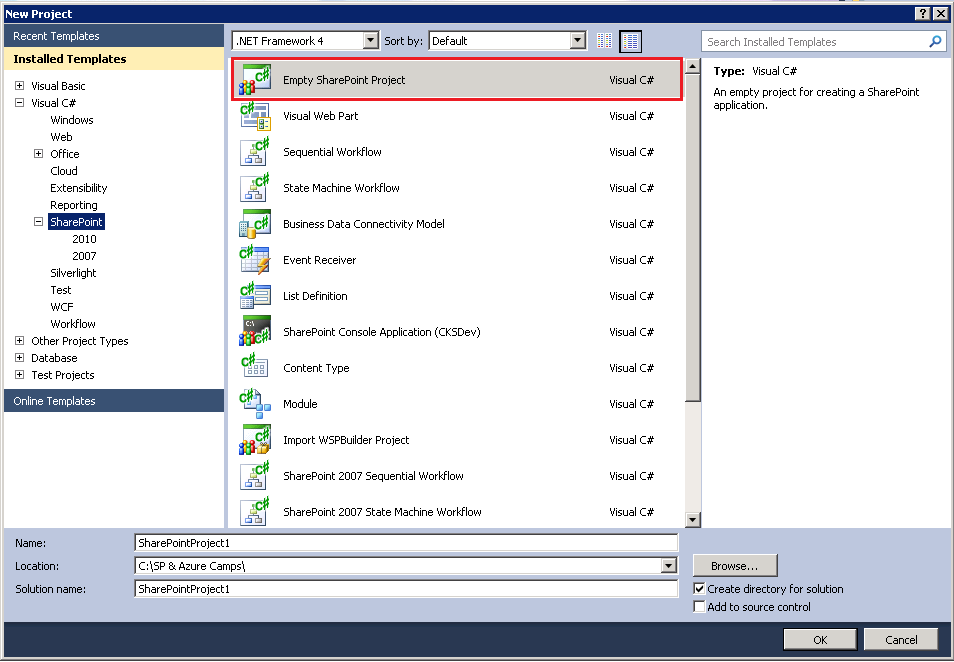 New Project
Recent Templates
Installed Templates
Visual Basic
Visual C#
Windows
Web
Office
Cloud
Extensibility
Reporting
SharePoint
2010
2007
Silverlight
Test
WCF
Workflow
Other Project Types
Database
Test Projects
Online Templates
.NET Framework 4 Sort by: Default
Empty SharePoint Project Visual C#
Visual Web Part Visual C#
Sequential Workflow Visual C#
State Machine Workflow Visual C#
Business Data Connectivity Model Visual C#
Event Receiver Visual C#
List Definition Visual C#
SharePoint Console Application (CKSDev) Visual C#
Content Type Visual C#
Module Visual C#
Import WSPBuilder Project Visual C#
SharePoint 2007 Sequential Workflow Visual C#
SharePoint 2007 State Machine Workflow Visual C#
Search Installed Templates
Type: Visual C#
An empty project for creating a SharePoint
application.
Name: SharePointProject1
Location: C:\SP & Azure Camps\ Browse...
Solution name: SharePointProject1
Create directory for solution
Add to source control
OK Cancel